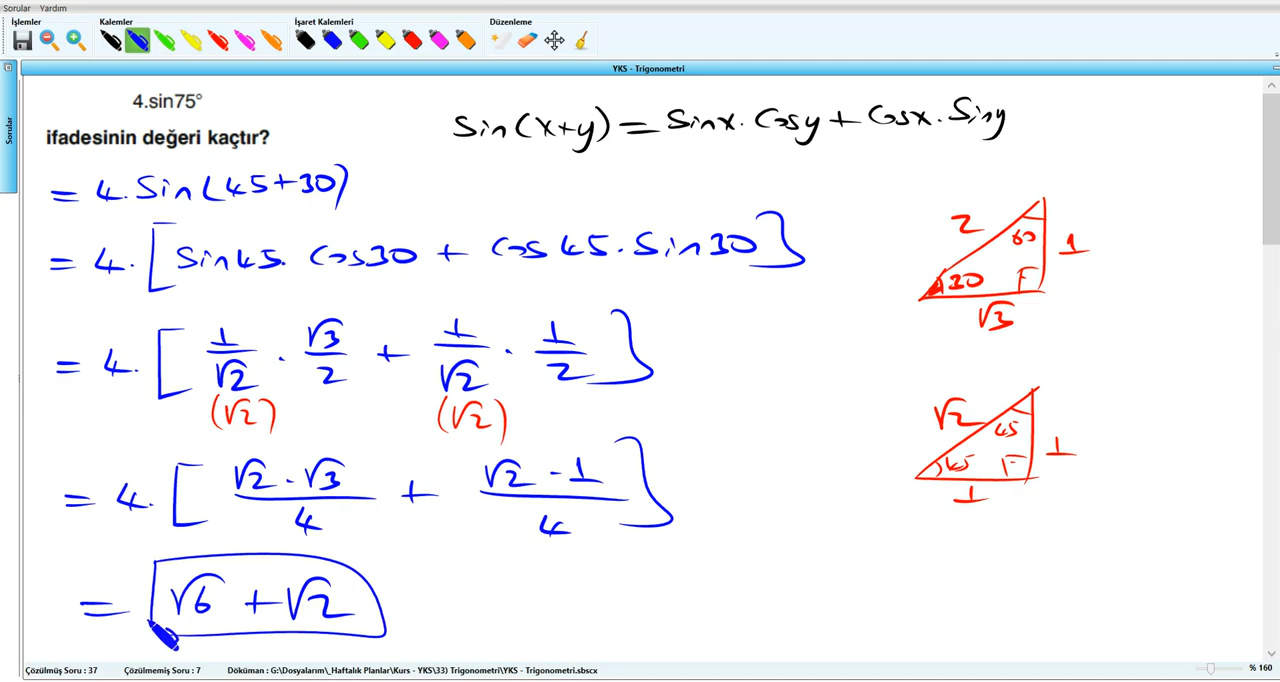 Sorular Yardım
İşlemler Kalemler İşaret Kalemleri Düzenleme
YKS - Trigonometri
Sorular
4.sin75°
ifadesinin değeri kaçtır?
Sin(x+y) = Sinx. Cosy + Cosx. Siny
= 4. Sin(45+30)
= 4. [Sin45. Cos30 + Cos45. Sin30]
= 4. [1/√2 . √3/2 + 1/√2 . 1/2]
(√2) (√2)
= 4. [√2 . √3/4 + √2 - 1/4]
= √6 + √2
2 60 1
30
√3
√2 45 1
45
1
Çözülmüş Soru : 37 Çözülmemiş Soru : 7 Döküman : G:\Dosyalarım\_Haftalık Planlar\Kurs - YKS\33) Trigonometri\YKS - Trigonometri.sbscx % 160